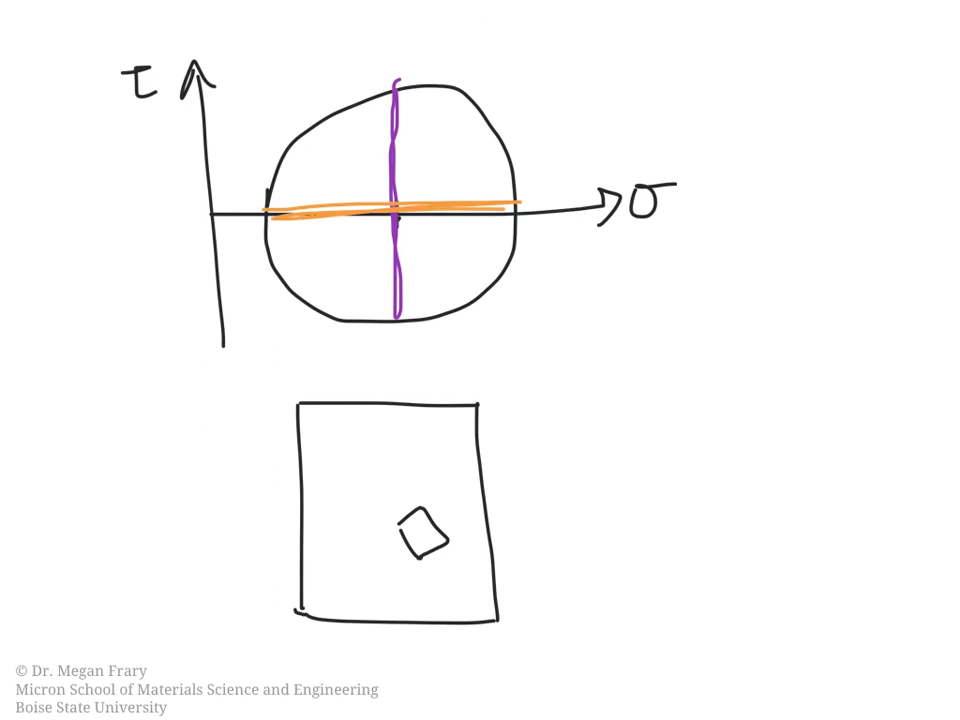 τ
σ
© Dr. Megan Frary
Micron School of Materials Science and Engineering
Boise State University